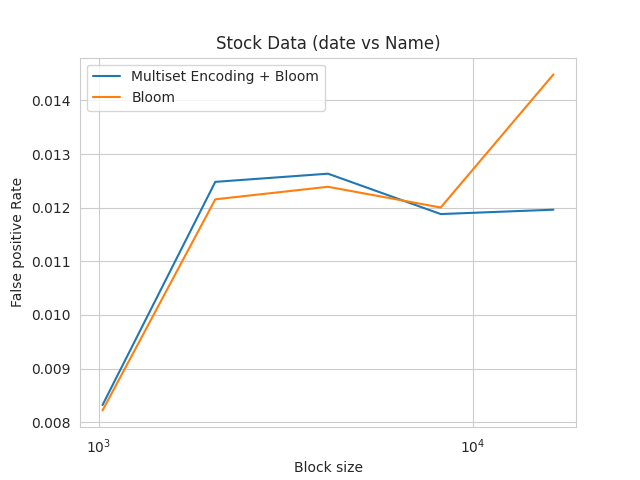 Stock Data (date vs Name)
Multiset Encoding + Bloom
Bloom
0.014
0.013
0.012
0.011
0.010
0.009
0.008
False positive Rate
10³
10⁴
Block size